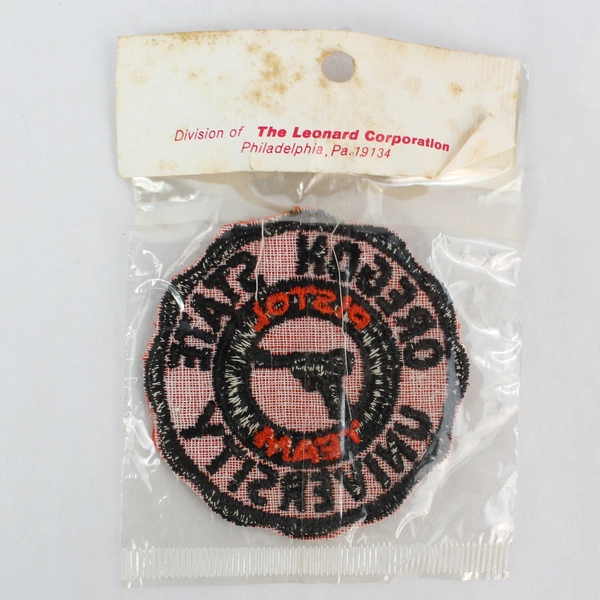 Division of The Leonard Corporation
Philadelphia, Pa. 19134
OREGON STATE
PISTOL
TEAM
UNIVERSITY